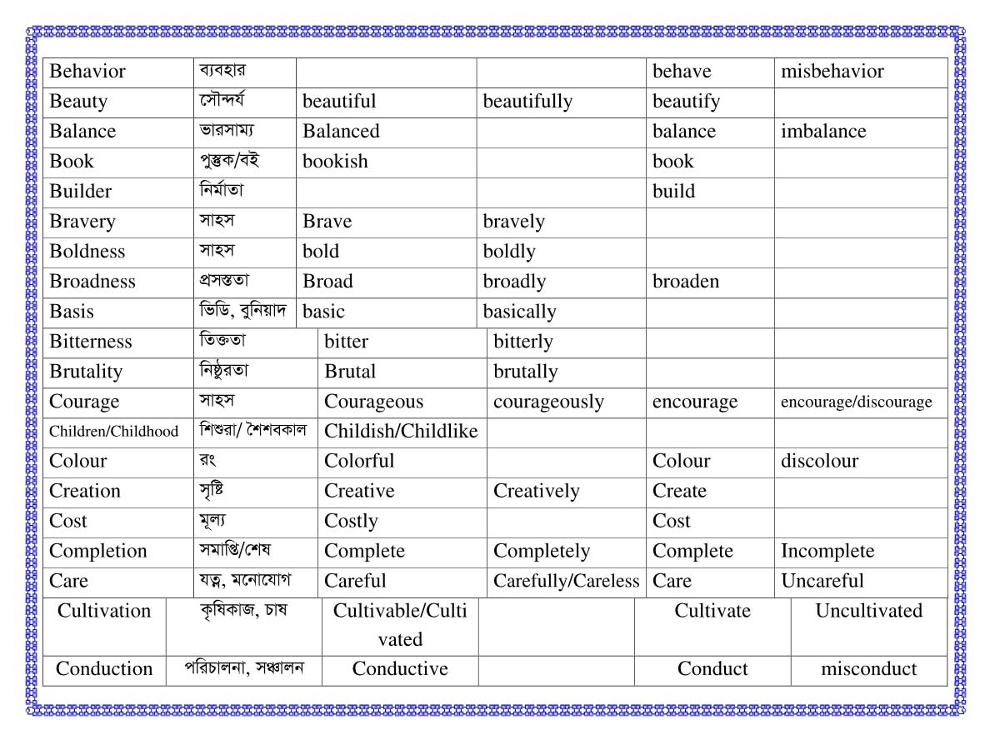 Behavior ব্যবহার behave misbehavior
Beauty সৌন্দর্য beautiful beautifully beautify
Balance ভারসাম্য Balanced balance imbalance
Book পুস্তুক/বই bookish book
Builder নির্মাতা build
Bravery সাহস Brave bravely
Boldness সাহস bold boldly
Broadness প্রসস্ততা Broad broadly broaden
Basis ভিডি, বুনিয়াদ basic basically
Bitterness তিক্ততা bitter bitterly
Brutality নিষ্ঠুরতা Brutal brutally
Courage সাহস Courageous courageously encourage encourage/discourage
Children/Childhood শিশুরা/ শৈশবকাল Childish/Childlike
Colour রং Colorful Colour discolour
Creation সৃষ্টি Creative Creatively Create
Cost মূল্য Costly Cost
Completion সমাপ্তি/শেষ Complete Completely Complete Incomplete
Care যত্ন, মনোযোগ Careful Carefully/Careless Care Uncareful
Cultivation কৃষিকাজ, চাষ Cultivable/Culti Cultivate Uncultivated
vated
Conduction পরিচালনা, সঞ্চালন Conductive Conduct misconduct